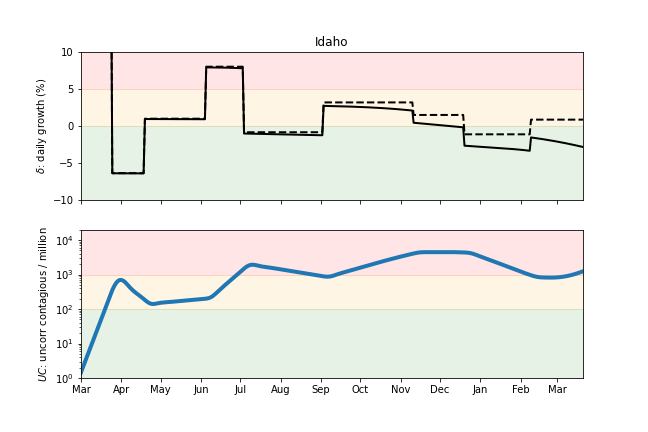 Idaho
δ: daily growth (%)
10
5
0
−5
−10
UC: uncorr contagious / million
10⁴
10³
10²
10¹
10⁰
Mar Apr May Jun Jul Aug Sep Oct Nov Dec Jan Feb Mar